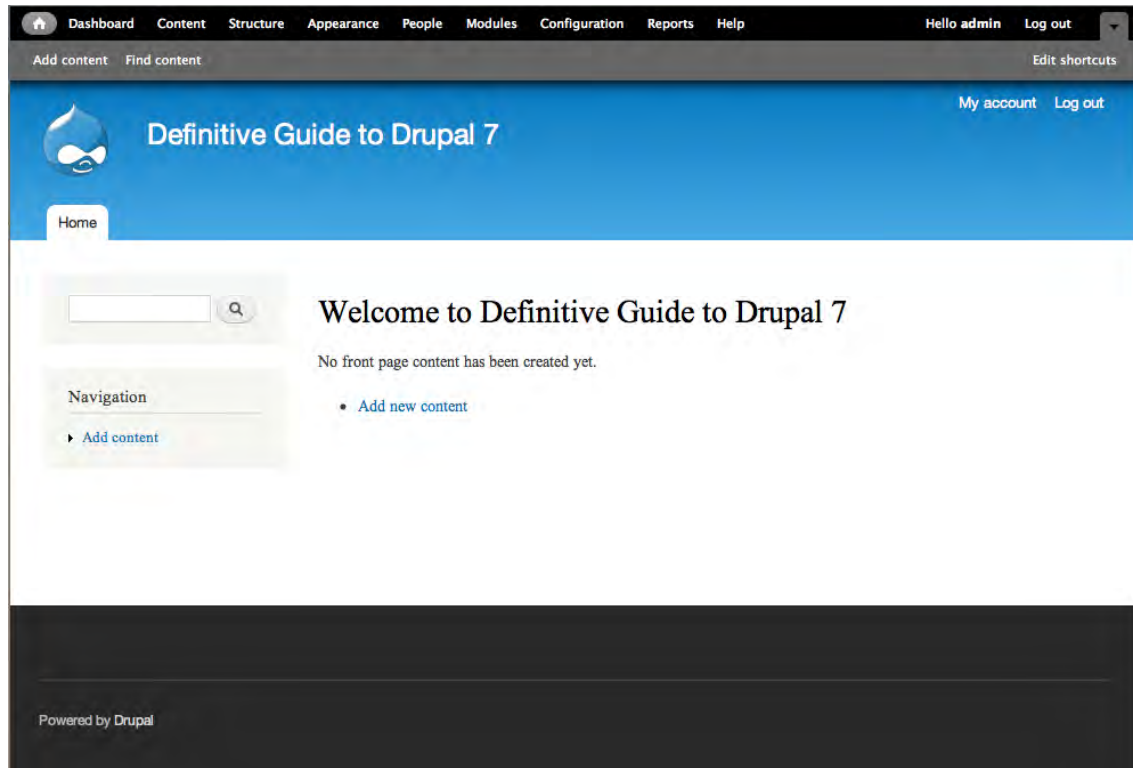 Dashboard Content Structure Appearance People Modules Configuration Reports Help Hello admin Log out
Add content Find content Edit shortcuts
My account Log out
Definitive Guide to Drupal 7
Home
Welcome to Definitive Guide to Drupal 7
No front page content has been created yet.
Navigation
Add new content
Add content
Powered by Drupal